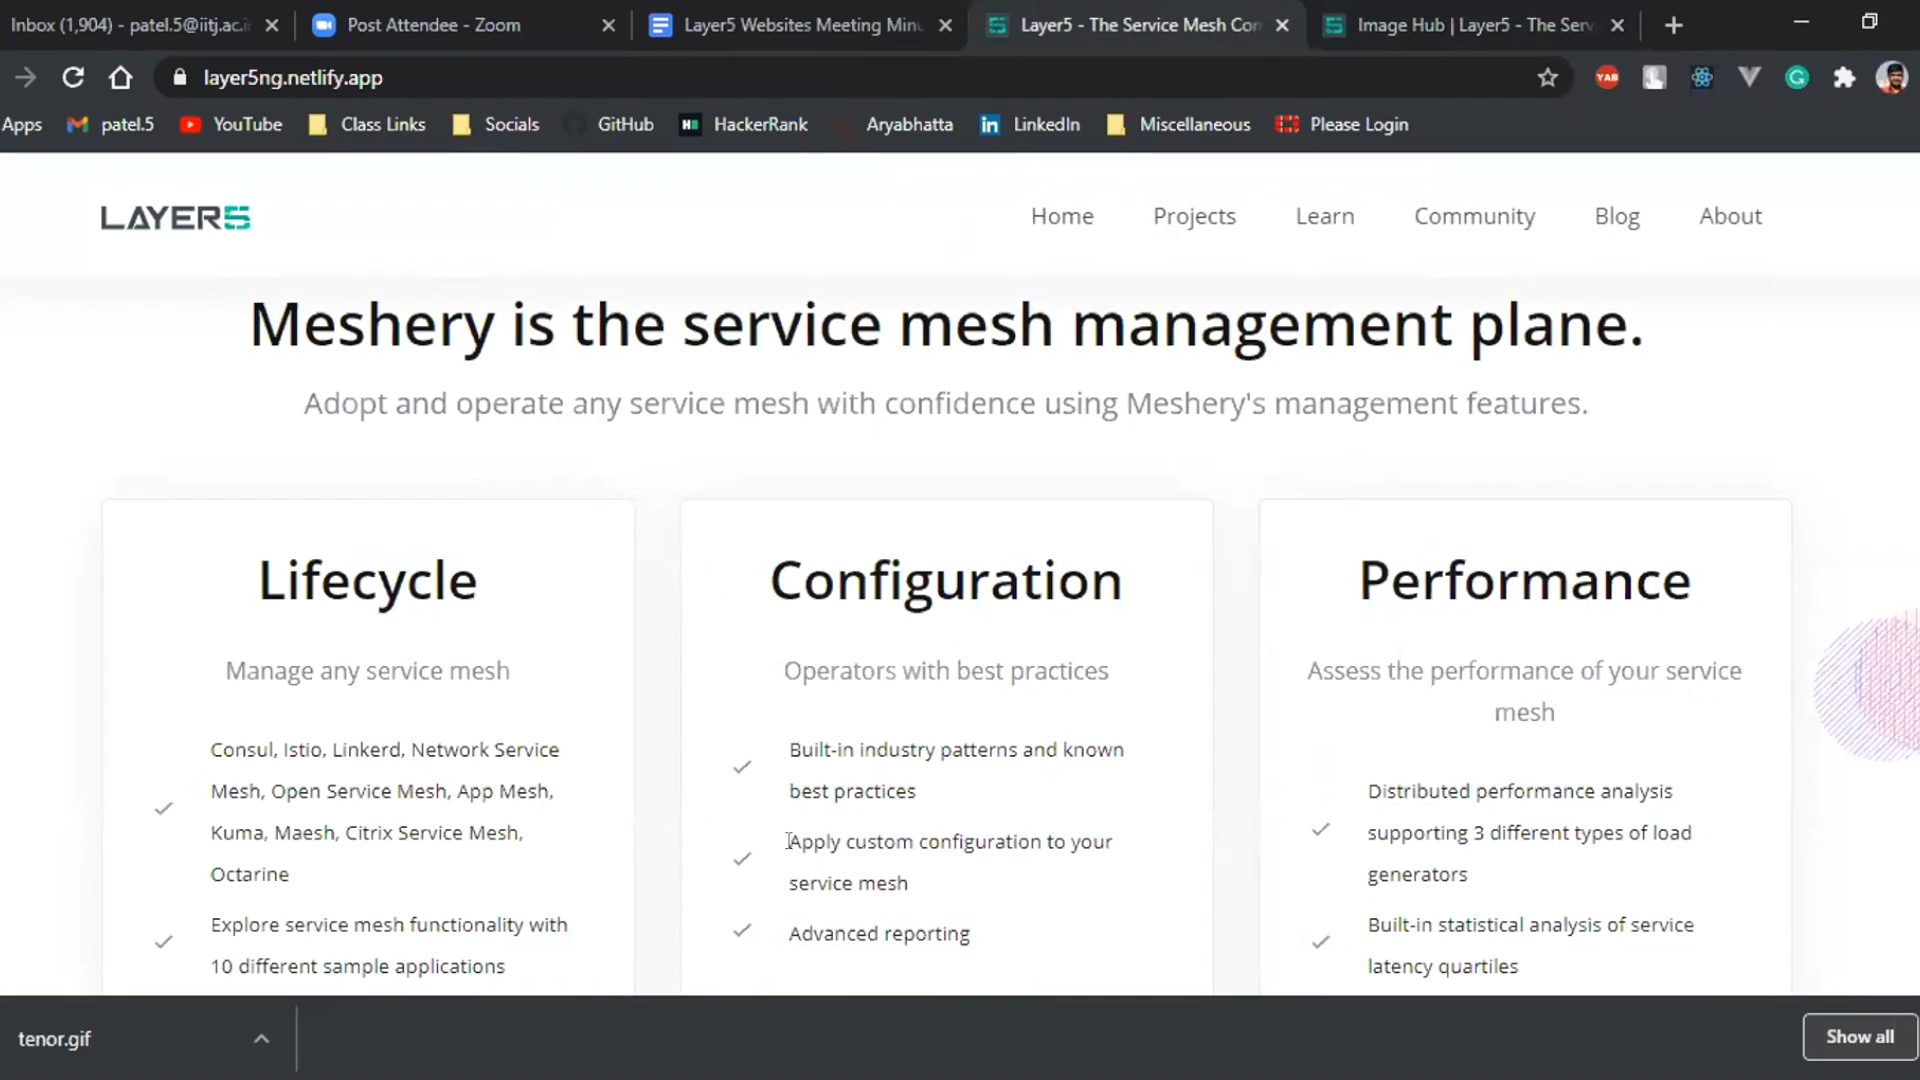 Inbox (1,904) - patel.5@iitj.ac.i
Post Attendee - Zoom
Layer5 Websites Meeting Minu
Layer5 - The Service Mesh Con
Image Hub | Layer5 - The Serv
layer5ng.netlify.app
YAB
Apps
patel.5
YouTube
Class Links
Socials
GitHub
HackerRank
Aryabhatta
LinkedIn
Miscellaneous
Please Login
LAYER5
Home
Projects
Learn
Community
Blog
About
Meshery is the service mesh management plane.
Adopt and operate any service mesh with confidence using Meshery's management features.
Lifecycle
Manage any service mesh
Consul, Istio, Linkerd, Network Service
Mesh, Open Service Mesh, App Mesh,
Kuma, Maesh, Citrix Service Mesh,
Octarine
Explore service mesh functionality with
10 different sample applications
Configuration
Operators with best practices
Built-in industry patterns and known
best practices
Apply custom configuration to your
service mesh
Advanced reporting
Performance
Assess the performance of your service
mesh
Distributed performance analysis
supporting 3 different types of load
generators
Built-in statistical analysis of service
latency quartiles
tenor.gif
Show all